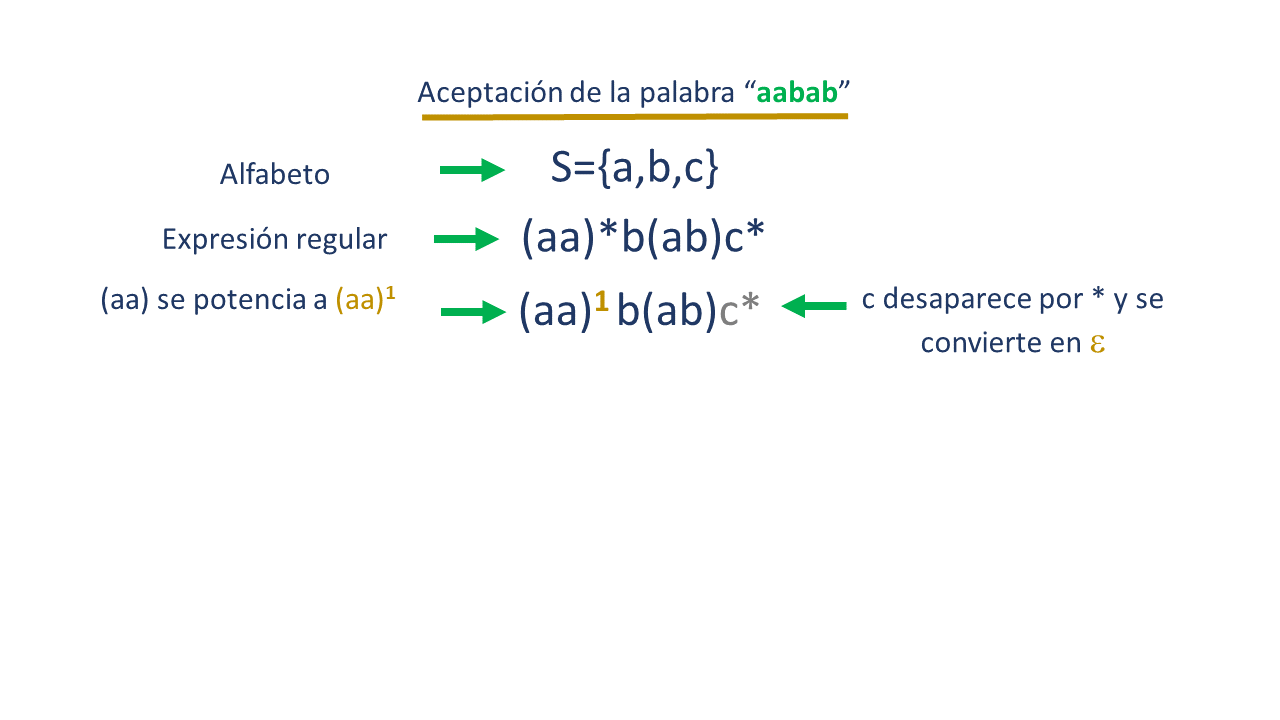 Aceptación de la palabra “aabab”
Alfabeto
S={a,b,c}
Expresión regular
(aa)*b(ab)c*
(aa) se potencia a (aa)¹
(aa)¹ b(ab)c*
c desaparece por * y se
convierte en ε